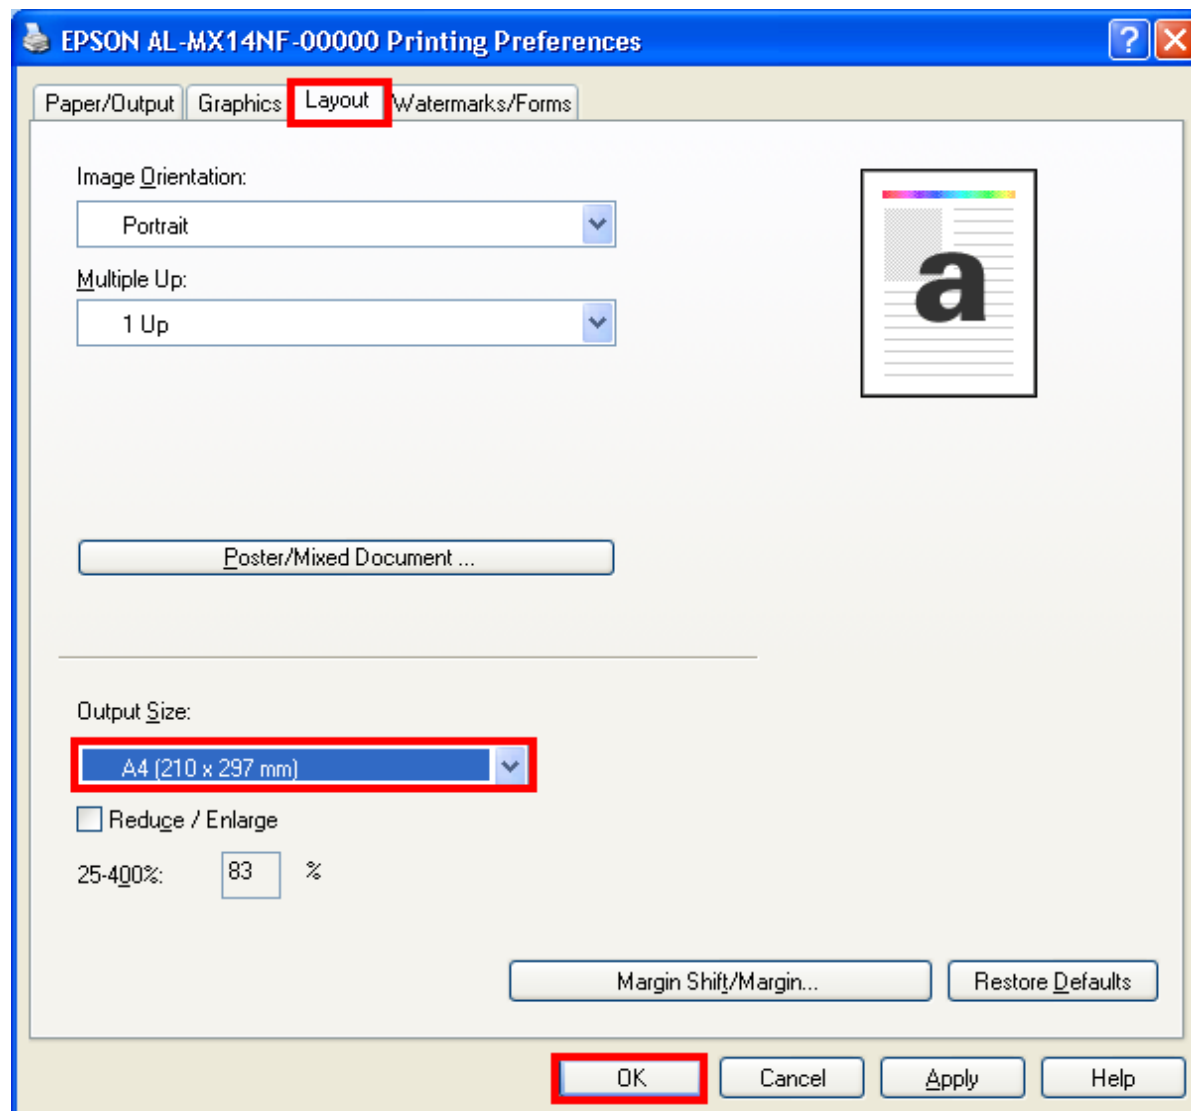 EPSON AL-MX14NF-00000 Printing Preferences
Paper/Output Graphics Layout Watermarks/Forms
Image Orientation:
Portrait
Multiple Up:
1 Up
a
Poster/Mixed Document ...
Output Size:
A4 (210 x 297 mm)
Reduce / Enlarge
25-400%: 83 %
Margin Shift/Margin... Restore Defaults
OK Cancel Apply Help